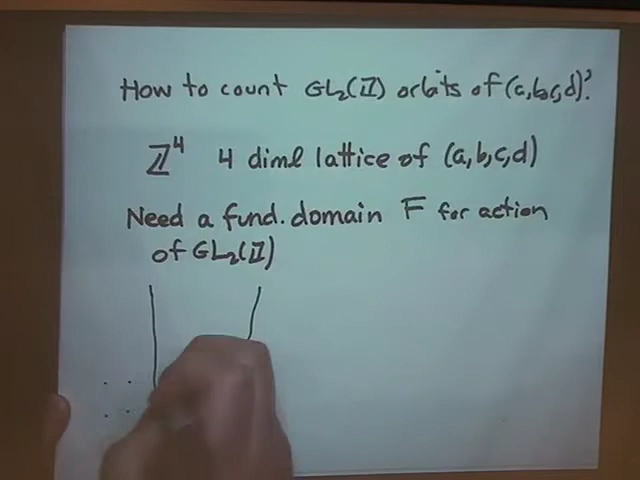 How to count GL₂(ℤ) orbits of (a,b,c,d)?
ℤ⁴ 4 diml lattice of (a,b,c,d)
Need a fund. domain F for action
of GL₂(ℤ)